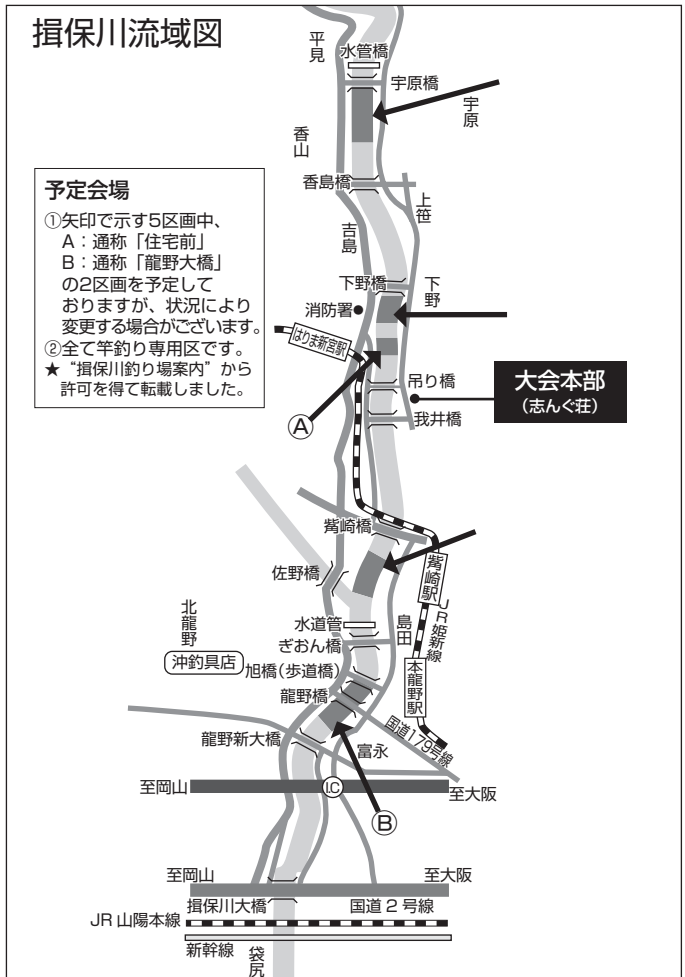 揖保川流域図
平見
水管橋
宇原橋
宇原
香山
香島橋
上笹
吉島
予定会場
①矢印で示す5区画中、
A：通称「住宅前」
B：通称「龍野大橋」
の2区画を予定して
おりますが、状況により
変更する場合がございます。
②全て竿釣り専用区です。
★ “揖保川釣り場案内”から
許可を得て転載しました。
下野橋
下野
消防署
はりま新宮駅
吊り橋
大会本部
(志んぐ荘)
Ⓐ
我井橋
觜崎橋
觜崎駅
佐野橋
JR姫新線
島田
水道管
北龍野
ぎおん橋
沖釣具店
旭橋(歩道橋)
本龍野駅
龍野橋
国道179号線
龍野新大橋
富永
至岡山
I.C
至大阪
Ⓑ
至岡山
至大阪
揖保川大橋
国道2号線
JR山陽本線
新幹線
袋尻